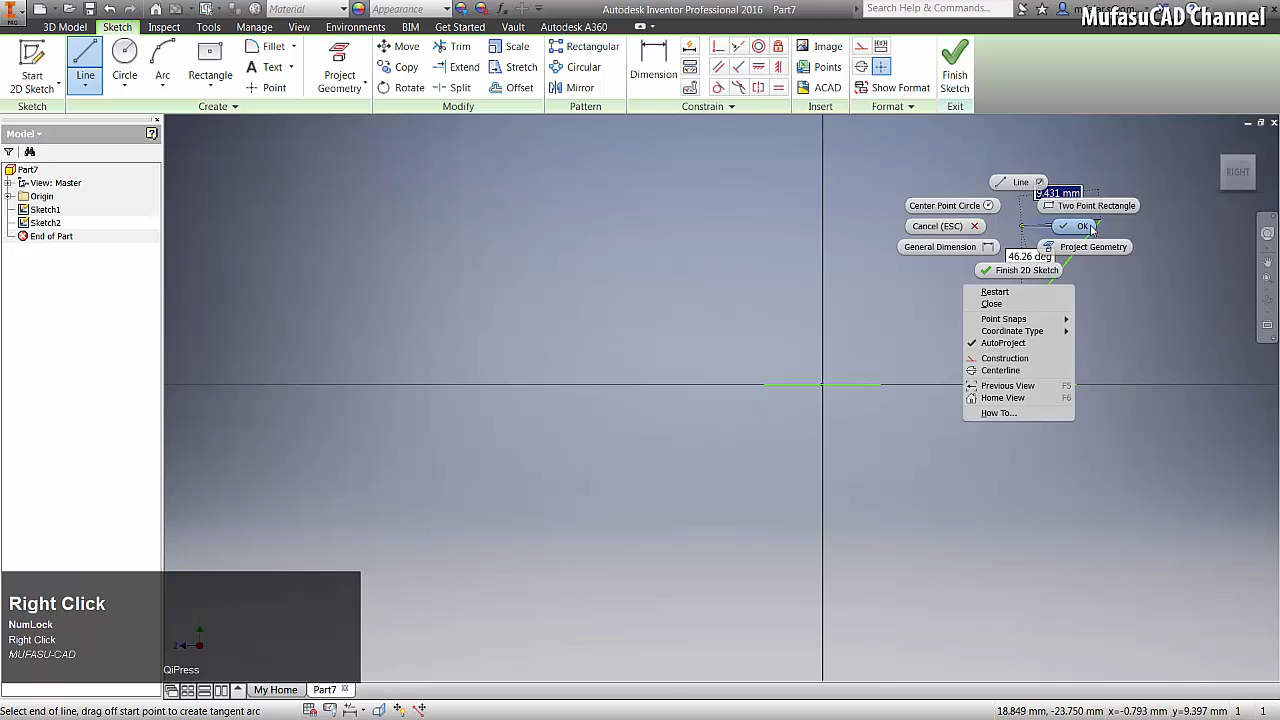 Material
Appearance
Autodesk Inventor Professional 2016 Part7
Search Help & Commands...
MufasuCAD Channel
PRO
3D Model
Sketch
Inspect
Tools
Manage
View
Environments
BIM
Get Started
Vault
Autodesk A360
Start
2D Sketch
Line
Circle
Arc
Rectangle
Fillet
Text
Point
Project
Geometry
Move
Copy
Rotate
Trim
Extend
Split
Scale
Stretch
Offset
Rectangular
Circular
Mirror
Dimension
Image
Points
ACAD
Show Format
Finish
Sketch
Sketch
Create
Modify
Pattern
Constrain
Insert
Format
Exit
Model
Part7
View: Master
Origin
Sketch1
Sketch2
End of Part
RIGHT
Line
9.431 mm
Center Point Circle
Two Point Rectangle
Cancel (ESC)
OK
General Dimension
Project Geometry
46.26 deg
Finish 2D Sketch
Restart
Close
Point Snaps
Coordinate Type
AutoProject
Construction
Centerline
Previous View F5
Home View F6
How To...
Right Click
NumLock
Right Click
MUFASU-CAD
QiPress
My Home
Part7
Select end of line, drag off start point to create tangent arc
18.849 mm, -23.750 mm
x=-0.793 mm, y=9.397 mm
1
1